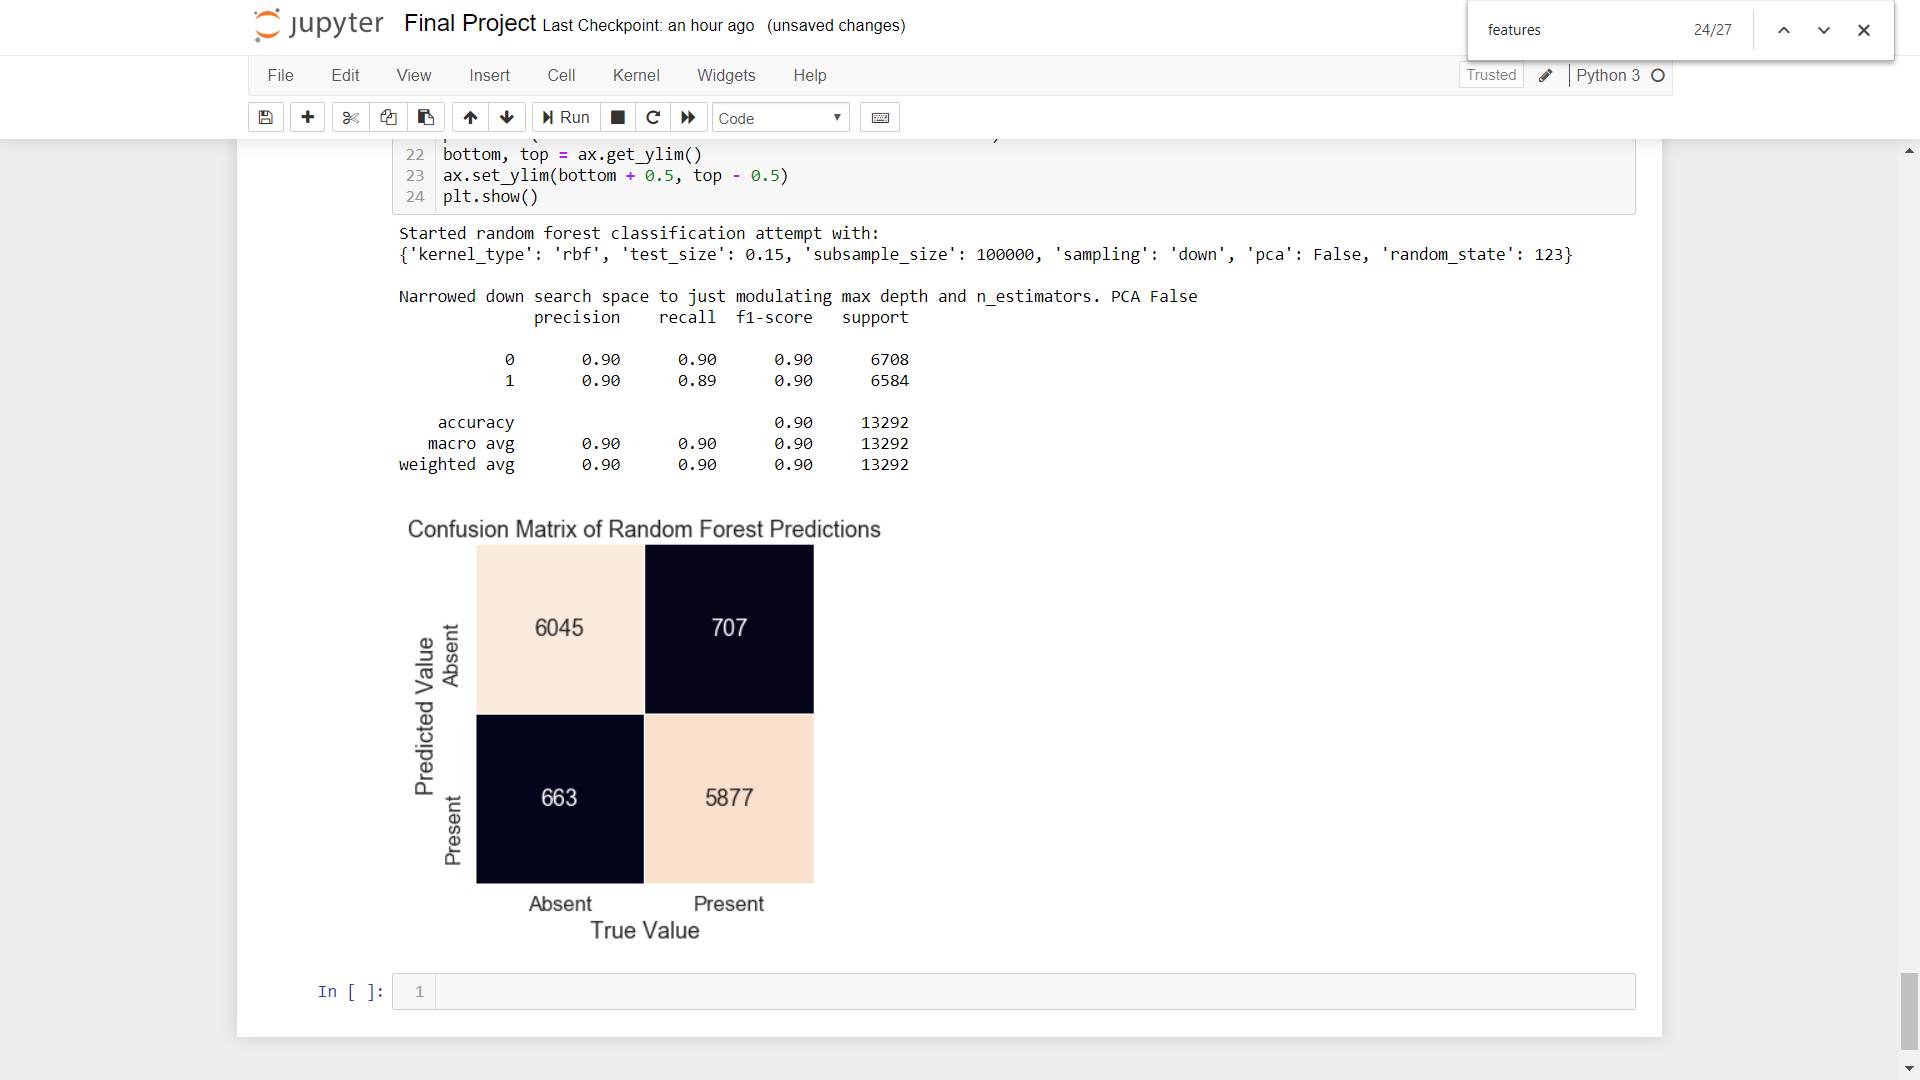 jupyter Final Project Last Checkpoint: an hour ago (unsaved changes)
features 24/27
File Edit View Insert Cell Kernel Widgets Help
Trusted Python 3
Run Code
22 bottom, top = ax.get_ylim()
23 ax.set_ylim(bottom + 0.5, top - 0.5)
24 plt.show()
Started random forest classification attempt with:
{'kernel_type': 'rbf', 'test_size': 0.15, 'subsample_size': 100000, 'sampling': 'down', 'pca': False, 'random_state': 123}
Narrowed down search space to just modulating max depth and n_estimators. PCA False
precision recall f1-score support
0 0.90 0.90 0.90 6708
1 0.90 0.89 0.90 6584
accuracy 0.90 13292
macro avg 0.90 0.90 0.90 13292
weighted avg 0.90 0.90 0.90 13292
Confusion Matrix of Random Forest Predictions
Predicted Value
Absent
6045 707
Present
663 5877
Absent Present
True Value
In [ ]: 1